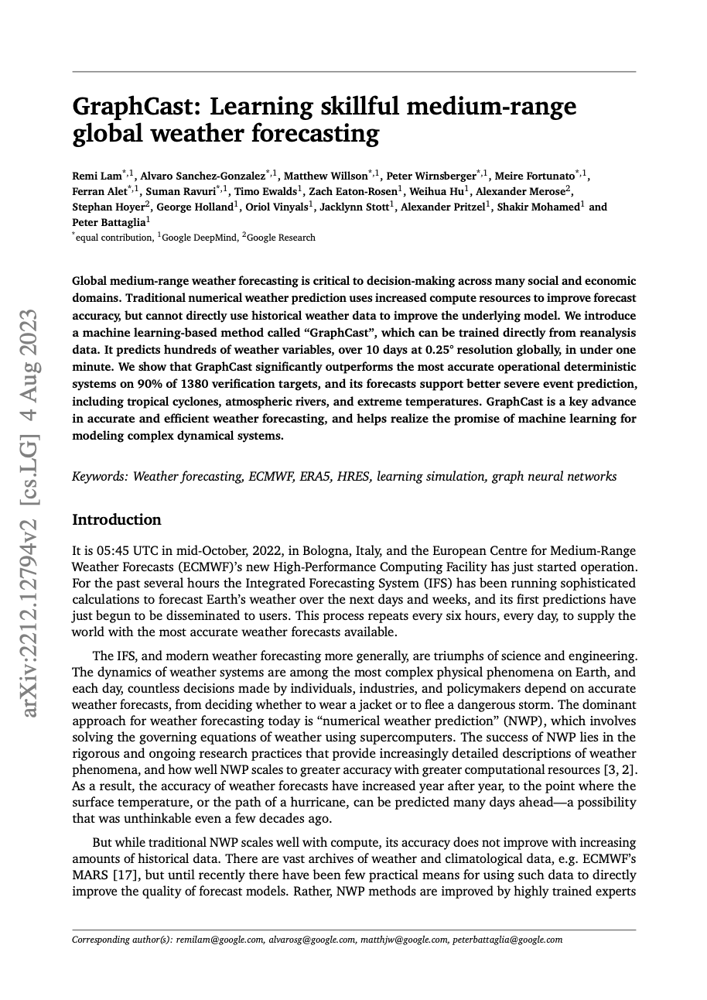 GraphCast: Learning skillful medium-range
global weather forecasting
Remi Lam*,1, Alvaro Sanchez-Gonzalez*,1, Matthew Willson*,1, Peter Wirnsberger*,1, Meire Fortunato*,1,
Ferran Alet*,1, Suman Ravuri*,1, Timo Ewalds1, Zach Eaton-Rosen1, Weihua Hu1, Alexander Merose2,
Stephan Hoyer2, George Holland1, Oriol Vinyals1, Jacklynn Stott1, Alexander Pritzel1, Shakir Mohamed1 and
Peter Battaglia1
*equal contribution, 1Google DeepMind, 2Google Research
Global medium-range weather forecasting is critical to decision-making across many social and economic
domains. Traditional numerical weather prediction uses increased compute resources to improve forecast
accuracy, but cannot directly use historical weather data to improve the underlying model. We introduce
a machine learning-based method called “GraphCast”, which can be trained directly from reanalysis
data. It predicts hundreds of weather variables, over 10 days at 0.25° resolution globally, in under one
minute. We show that GraphCast significantly outperforms the most accurate operational deterministic
systems on 90% of 1380 verification targets, and its forecasts support better severe event prediction,
including tropical cyclones, atmospheric rivers, and extreme temperatures. GraphCast is a key advance
in accurate and efficient weather forecasting, and helps realize the promise of machine learning for
modeling complex dynamical systems.
Keywords: Weather forecasting, ECMWF, ERA5, HRES, learning simulation, graph neural networks
Introduction
It is 05:45 UTC in mid-October, 2022, in Bologna, Italy, and the European Centre for Medium-Range
Weather Forecasts (ECMWF)’s new High-Performance Computing Facility has just started operation.
For the past several hours the Integrated Forecasting System (IFS) has been running sophisticated
calculations to forecast Earth’s weather over the next days and weeks, and its first predictions have
just begun to be disseminated to users. This process repeats every six hours, every day, to supply the
world with the most accurate weather forecasts available.
The IFS, and modern weather forecasting more generally, are triumphs of science and engineering.
The dynamics of weather systems are among the most complex physical phenomena on Earth, and
each day, countless decisions made by individuals, industries, and policymakers depend on accurate
weather forecasts, from deciding whether to wear a jacket or to flee a dangerous storm. The dominant
approach for weather forecasting today is “numerical weather prediction” (NWP), which involves
solving the governing equations of weather using supercomputers. The success of NWP lies in the
rigorous and ongoing research practices that provide increasingly detailed descriptions of weather
phenomena, and how well NWP scales to greater accuracy with greater computational resources [3, 2].
As a result, the accuracy of weather forecasts have increased year after year, to the point where the
surface temperature, or the path of a hurricane, can be predicted many days ahead—a possibility
that was unthinkable even a few decades ago.
But while traditional NWP scales well with compute, its accuracy does not improve with increasing
amounts of historical data. There are vast archives of weather and climatological data, e.g. ECMWF’s
MARS [17], but until recently there have been few practical means for using such data to directly
improve the quality of forecast models. Rather, NWP methods are improved by highly trained experts
Corresponding author(s): remilam@google.com, alvarosg@google.com, matthjw@google.com, peterbattaglia@google.com
arXiv:2212.12794v2 [cs.LG] 4 Aug 2023